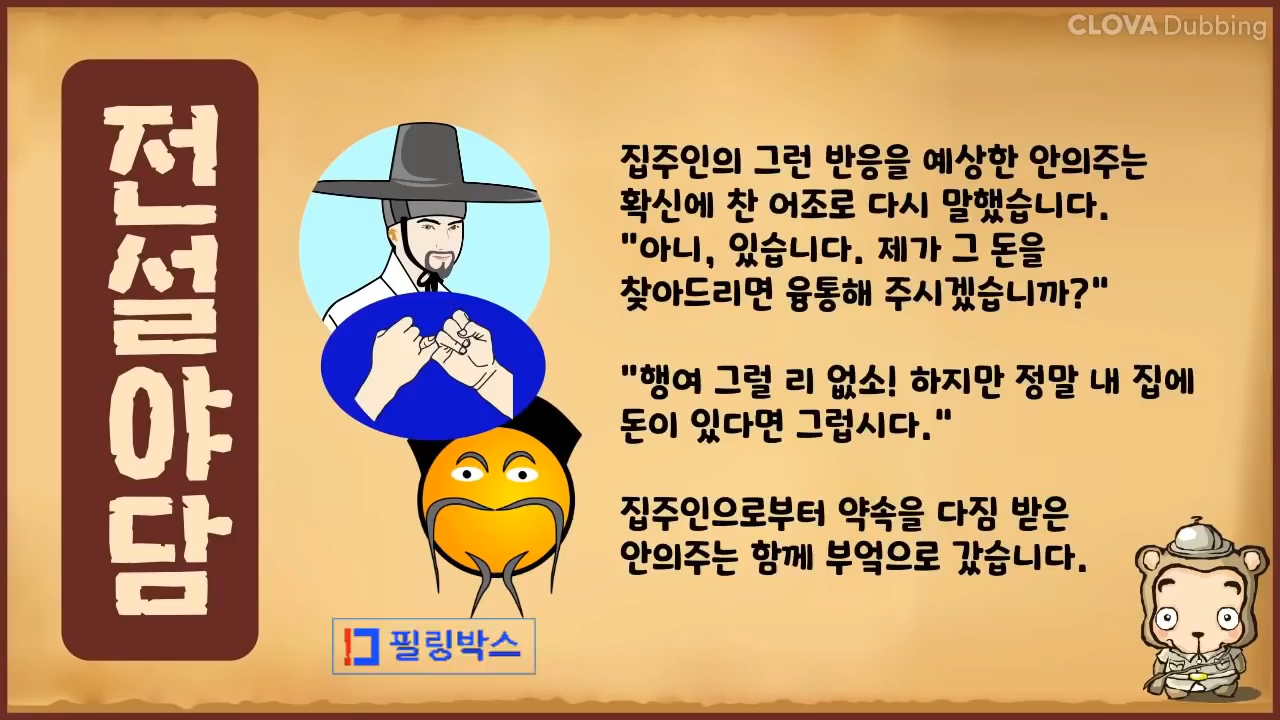 CLOVA Dubbing
전설야담
집주인의 그런 반응을 예상한 안의주는
확신에 찬 어조로 다시 말했습니다.
"아니, 있습니다. 제가 그 돈을
찾아드리면 융통해 주시겠습니까?"
"행여 그럴 리 없소! 하지만 정말 내 집에
돈이 있다면 그럽시다."
집주인으로부터 약속을 다짐 받은
안의주는 함께 부엌으로 갔습니다.
필링박스